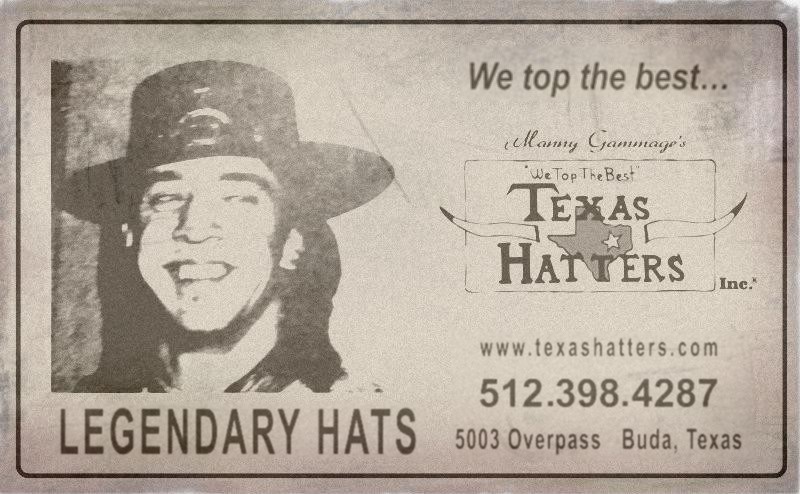 We top the best...
Manny Gammage's
"We Top The Best"
TEXAS
HATTERS
Inc.*
www.texashatters.com
512.398.4287
LEGENDARY HATS
5003 Overpass Buda, Texas